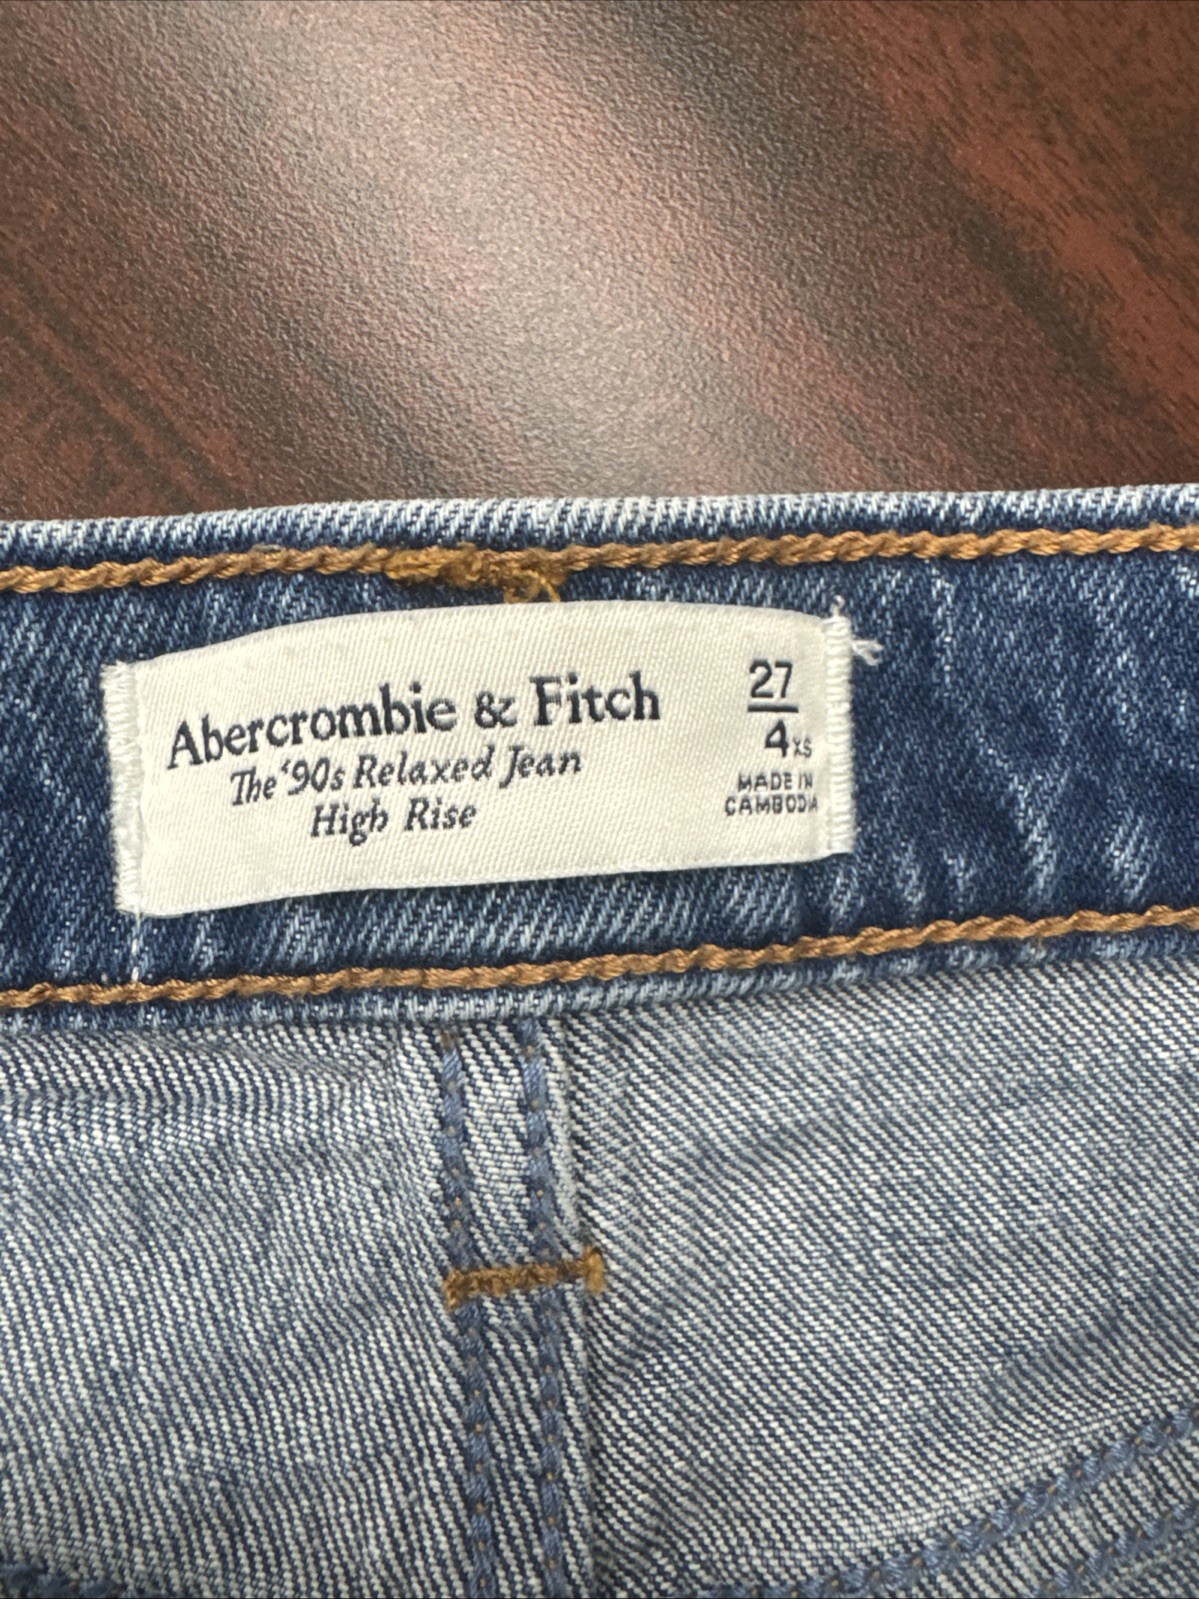 Abercrombie & Fitch
The '90s Relaxed Jean
High Rise
27
4XS
MADE IN
CAMBODIA